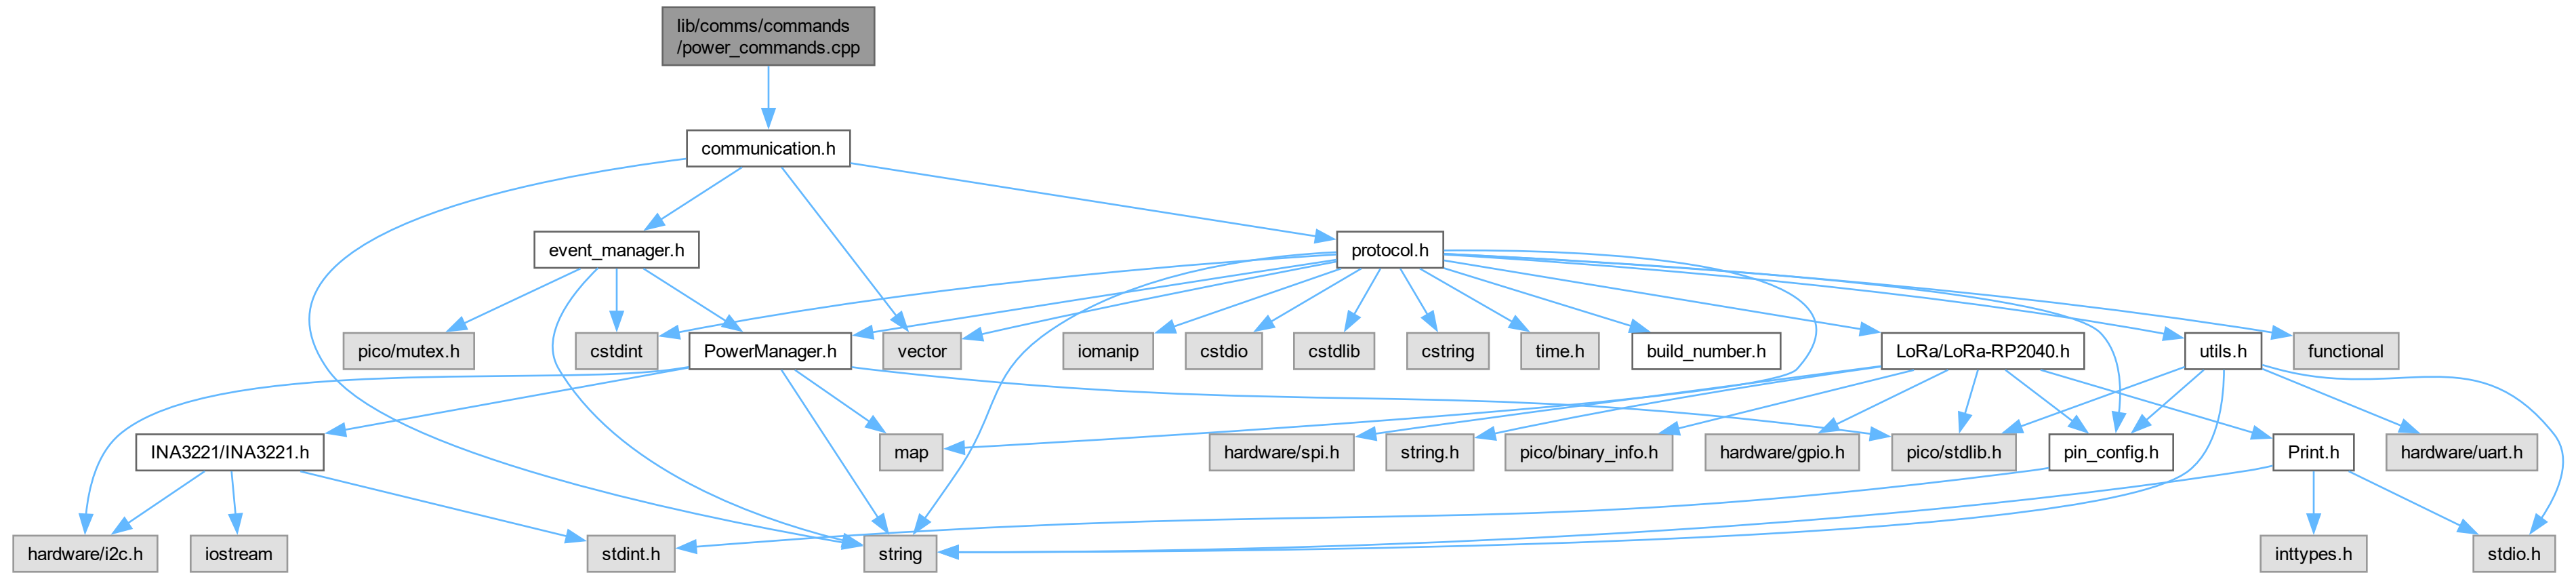 lib/comms/commands
/power_commands.cpp
communication.h
event_manager.h
protocol.h
pico/mutex.h
cstdint
PowerManager.h
vector
iomanip
cstdio
cstdlib
cstring
time.h
build_number.h
LoRa/LoRa-RP2040.h
utils.h
functional
INA3221/INA3221.h
map
hardware/spi.h
string.h
pico/binary_info.h
hardware/gpio.h
pico/stdlib.h
pin_config.h
Print.h
hardware/uart.h
hardware/i2c.h
iostream
stdint.h
string
inttypes.h
stdio.h